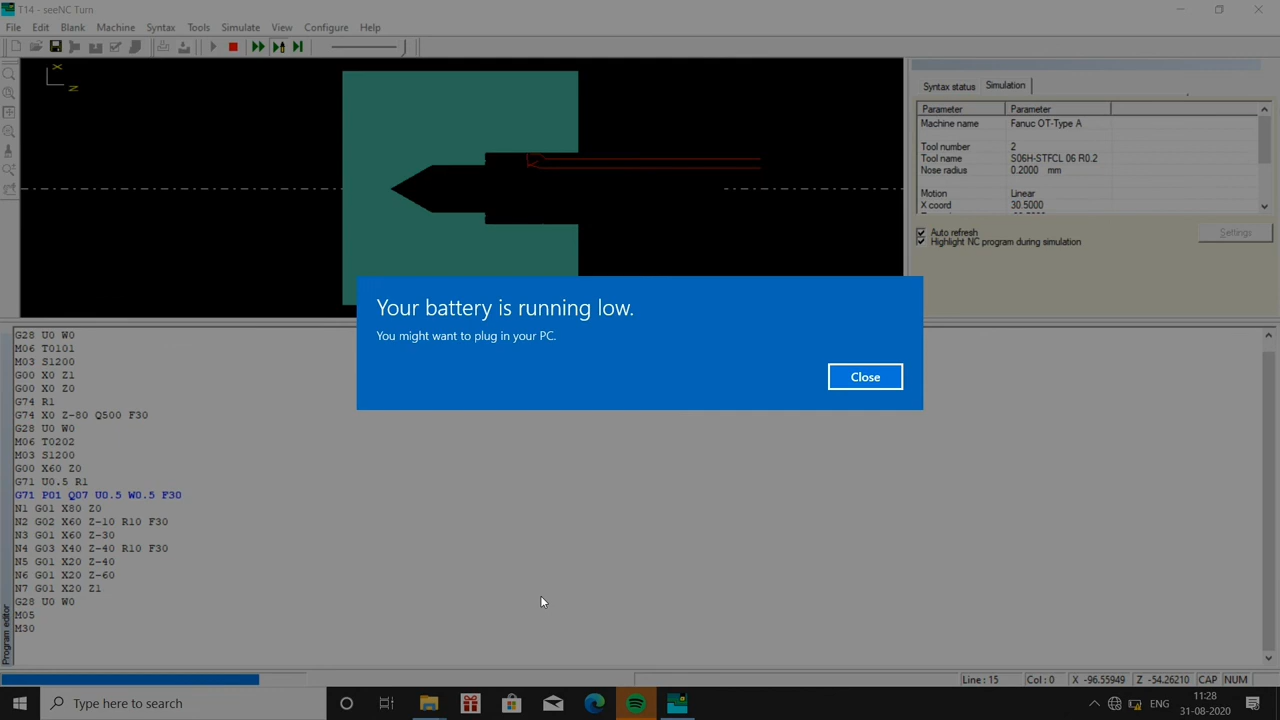 T14 - seeNC Turn
File Edit Blank Machine Syntax Tools Simulate View Configure Help
X
Z
Syntax status Simulation
Parameter Parameter
Machine name Fanuc OT-Type A
Tool number 2
Tool name S06H-STFCL 06 R0.2
Nose radius 0.2000 mm
Motion Linear
X coord 30.5000
Auto refresh
Highlight NC program during simulation
Settings
Your battery is running low.
You might want to plug in your PC.
Close
G28 U0 W0
M06 T0101
M03 S1200
G00 X0 Z1
G00 X0 Z0
G74 R1
G74 X0 Z-80 Q500 F30
G28 U0 W0
M06 T0202
M03 S1200
G00 X60 Z0
G71 U0.5 R1
G71 P01 Q07 U0.5 W0.5 F30
N1 G01 X80 Z0
N2 G02 X60 Z-10 R10 F30
N3 G01 X60 Z-30
N4 G03 X40 Z-40 R10 F30
N5 G01 X20 Z-40
N6 G01 X20 Z-60
N7 G01 X20 Z1
G28 U0 W0
M05
M30
Program editor
Line : 15 Col : 0 X -96.55949 Z -54.26210 CAP NUM
Type here to search
ENG
11:28
31-08-2020